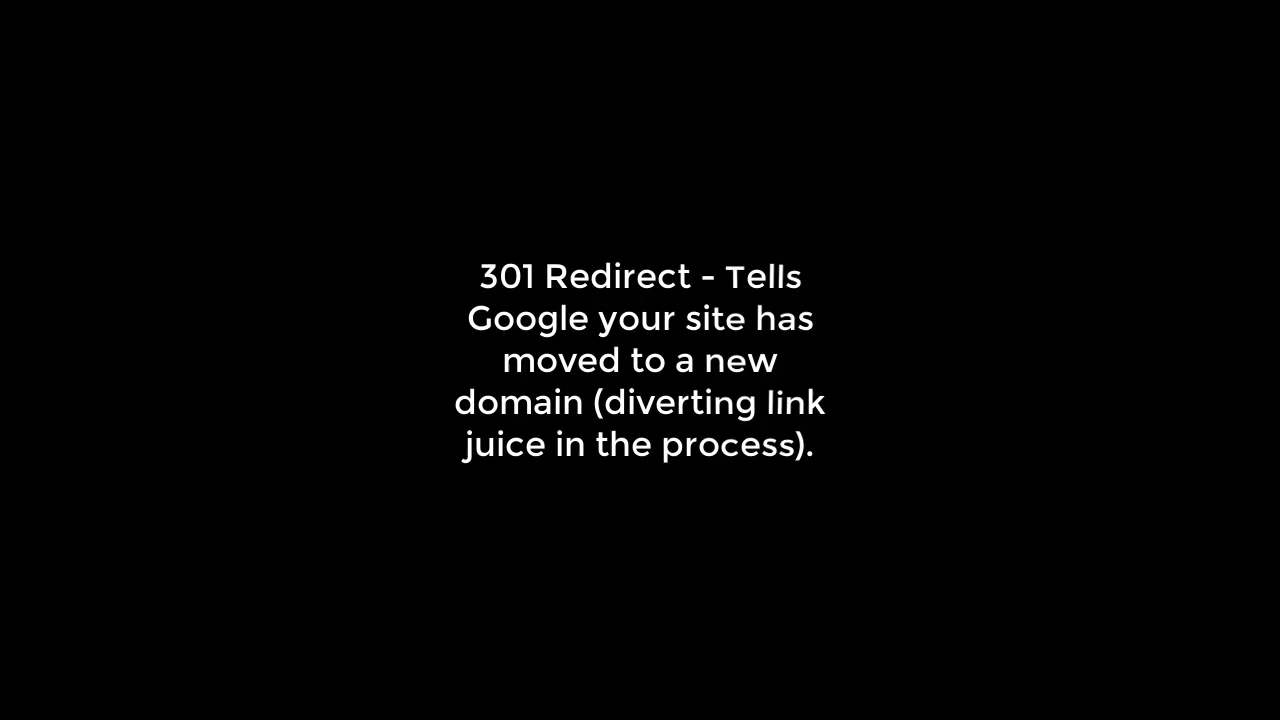 301 Redirect - Tells
Google your site has
moved to a new
domain (diverting link
juice in the process).